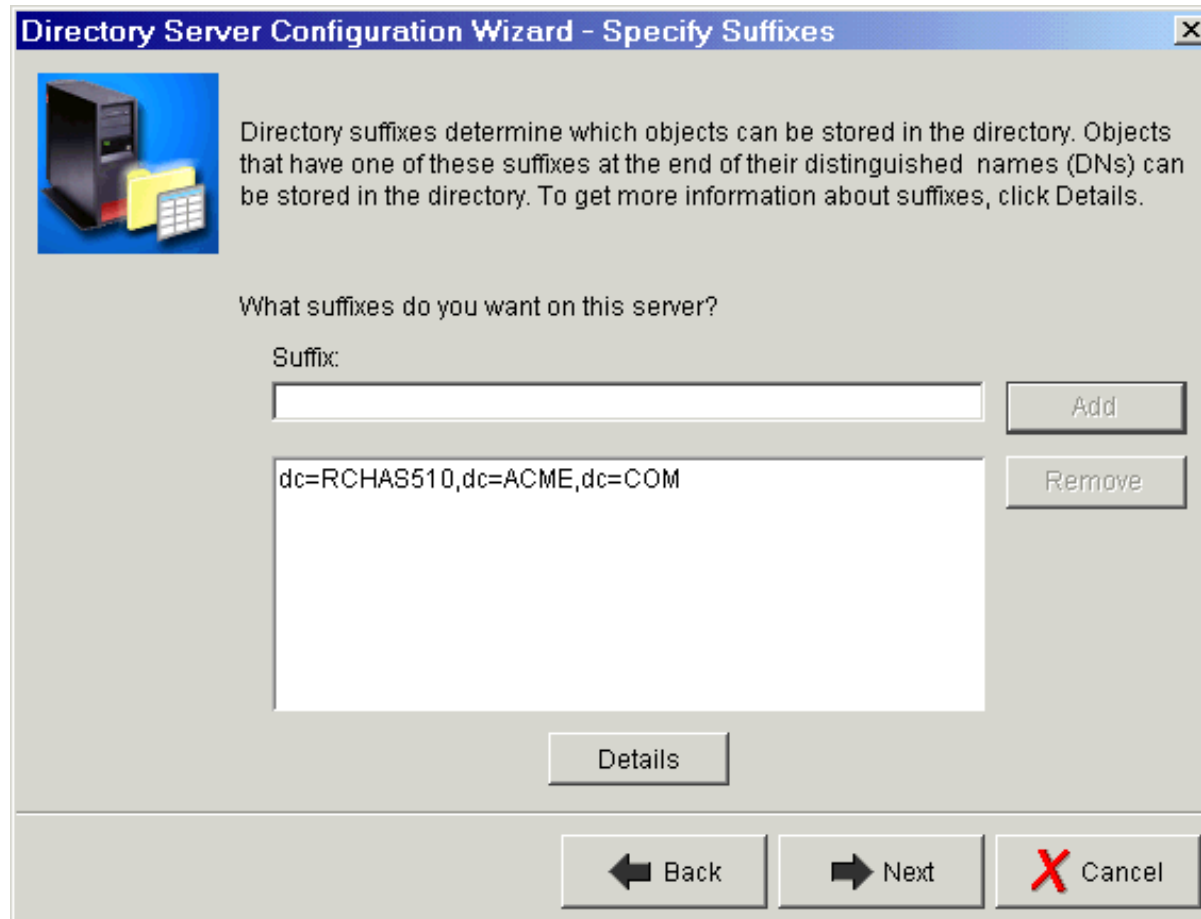 Directory Server Configuration Wizard - Specify Suffixes
Directory suffixes determine which objects can be stored in the directory. Objects
that have one of these suffixes at the end of their distinguished names (DNs) can
be stored in the directory. To get more information about suffixes, click Details.
What suffixes do you want on this server?
Suffix:
Add
dc=RCHAS510,dc=ACME,dc=COM
Remove
Details
Back
Next
Cancel